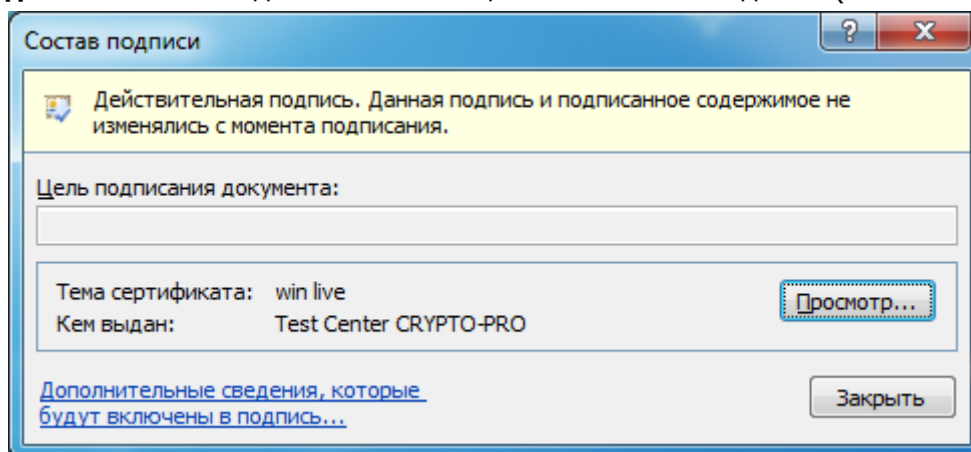 Состав подписи
Действительная подпись. Данная подпись и подписанное содержимое не
изменялись с момента подписания.
Цель подписания документа:
Тема сертификата: win live
Просмотр...
Кем выдан: Test Center CRYPTO-PRO
Дополнительные сведения, которые
будут включены в подпись...
Закрыть